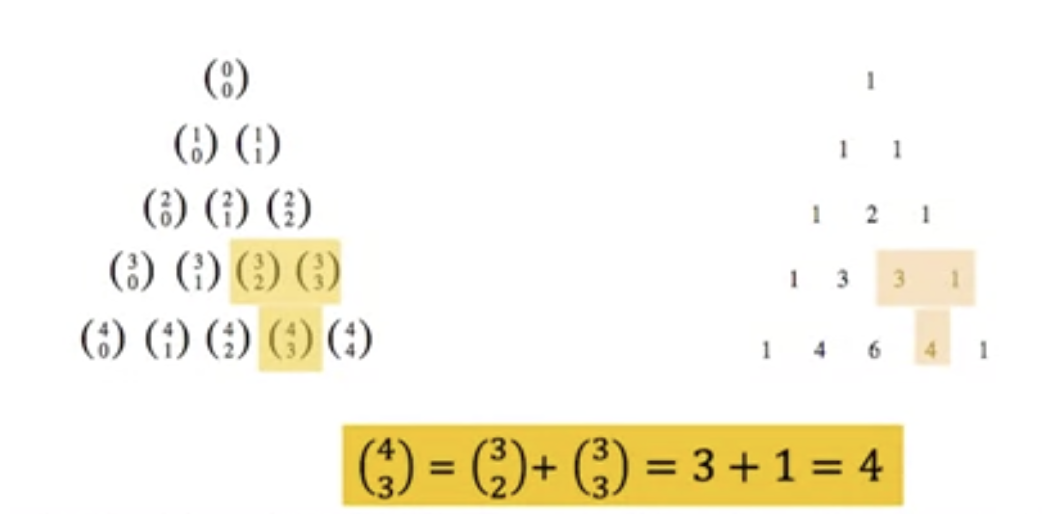 (0 0) 1
(1 0) (1 1) 1 1
(2 0) (2 1) (2 2) 1 2 1
(3 0) (3 1) (3 2) (3 3) 1 3 3 1
(4 0) (4 1) (4 2) (4 3) (4 4) 1 4 6 4 1
(4 3) = (3 2) + (3 3) = 3 + 1 = 4